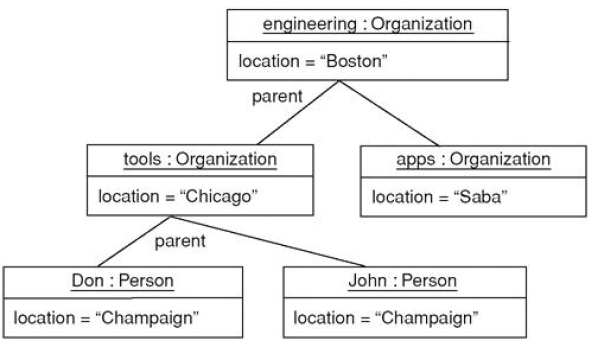 engineering : Organization
location = “Boston”
parent
tools : Organization
apps : Organization
location = “Chicago”
location = “Saba”
parent
Don : Person
John : Person
location = “Champaign”
location = “Champaign”